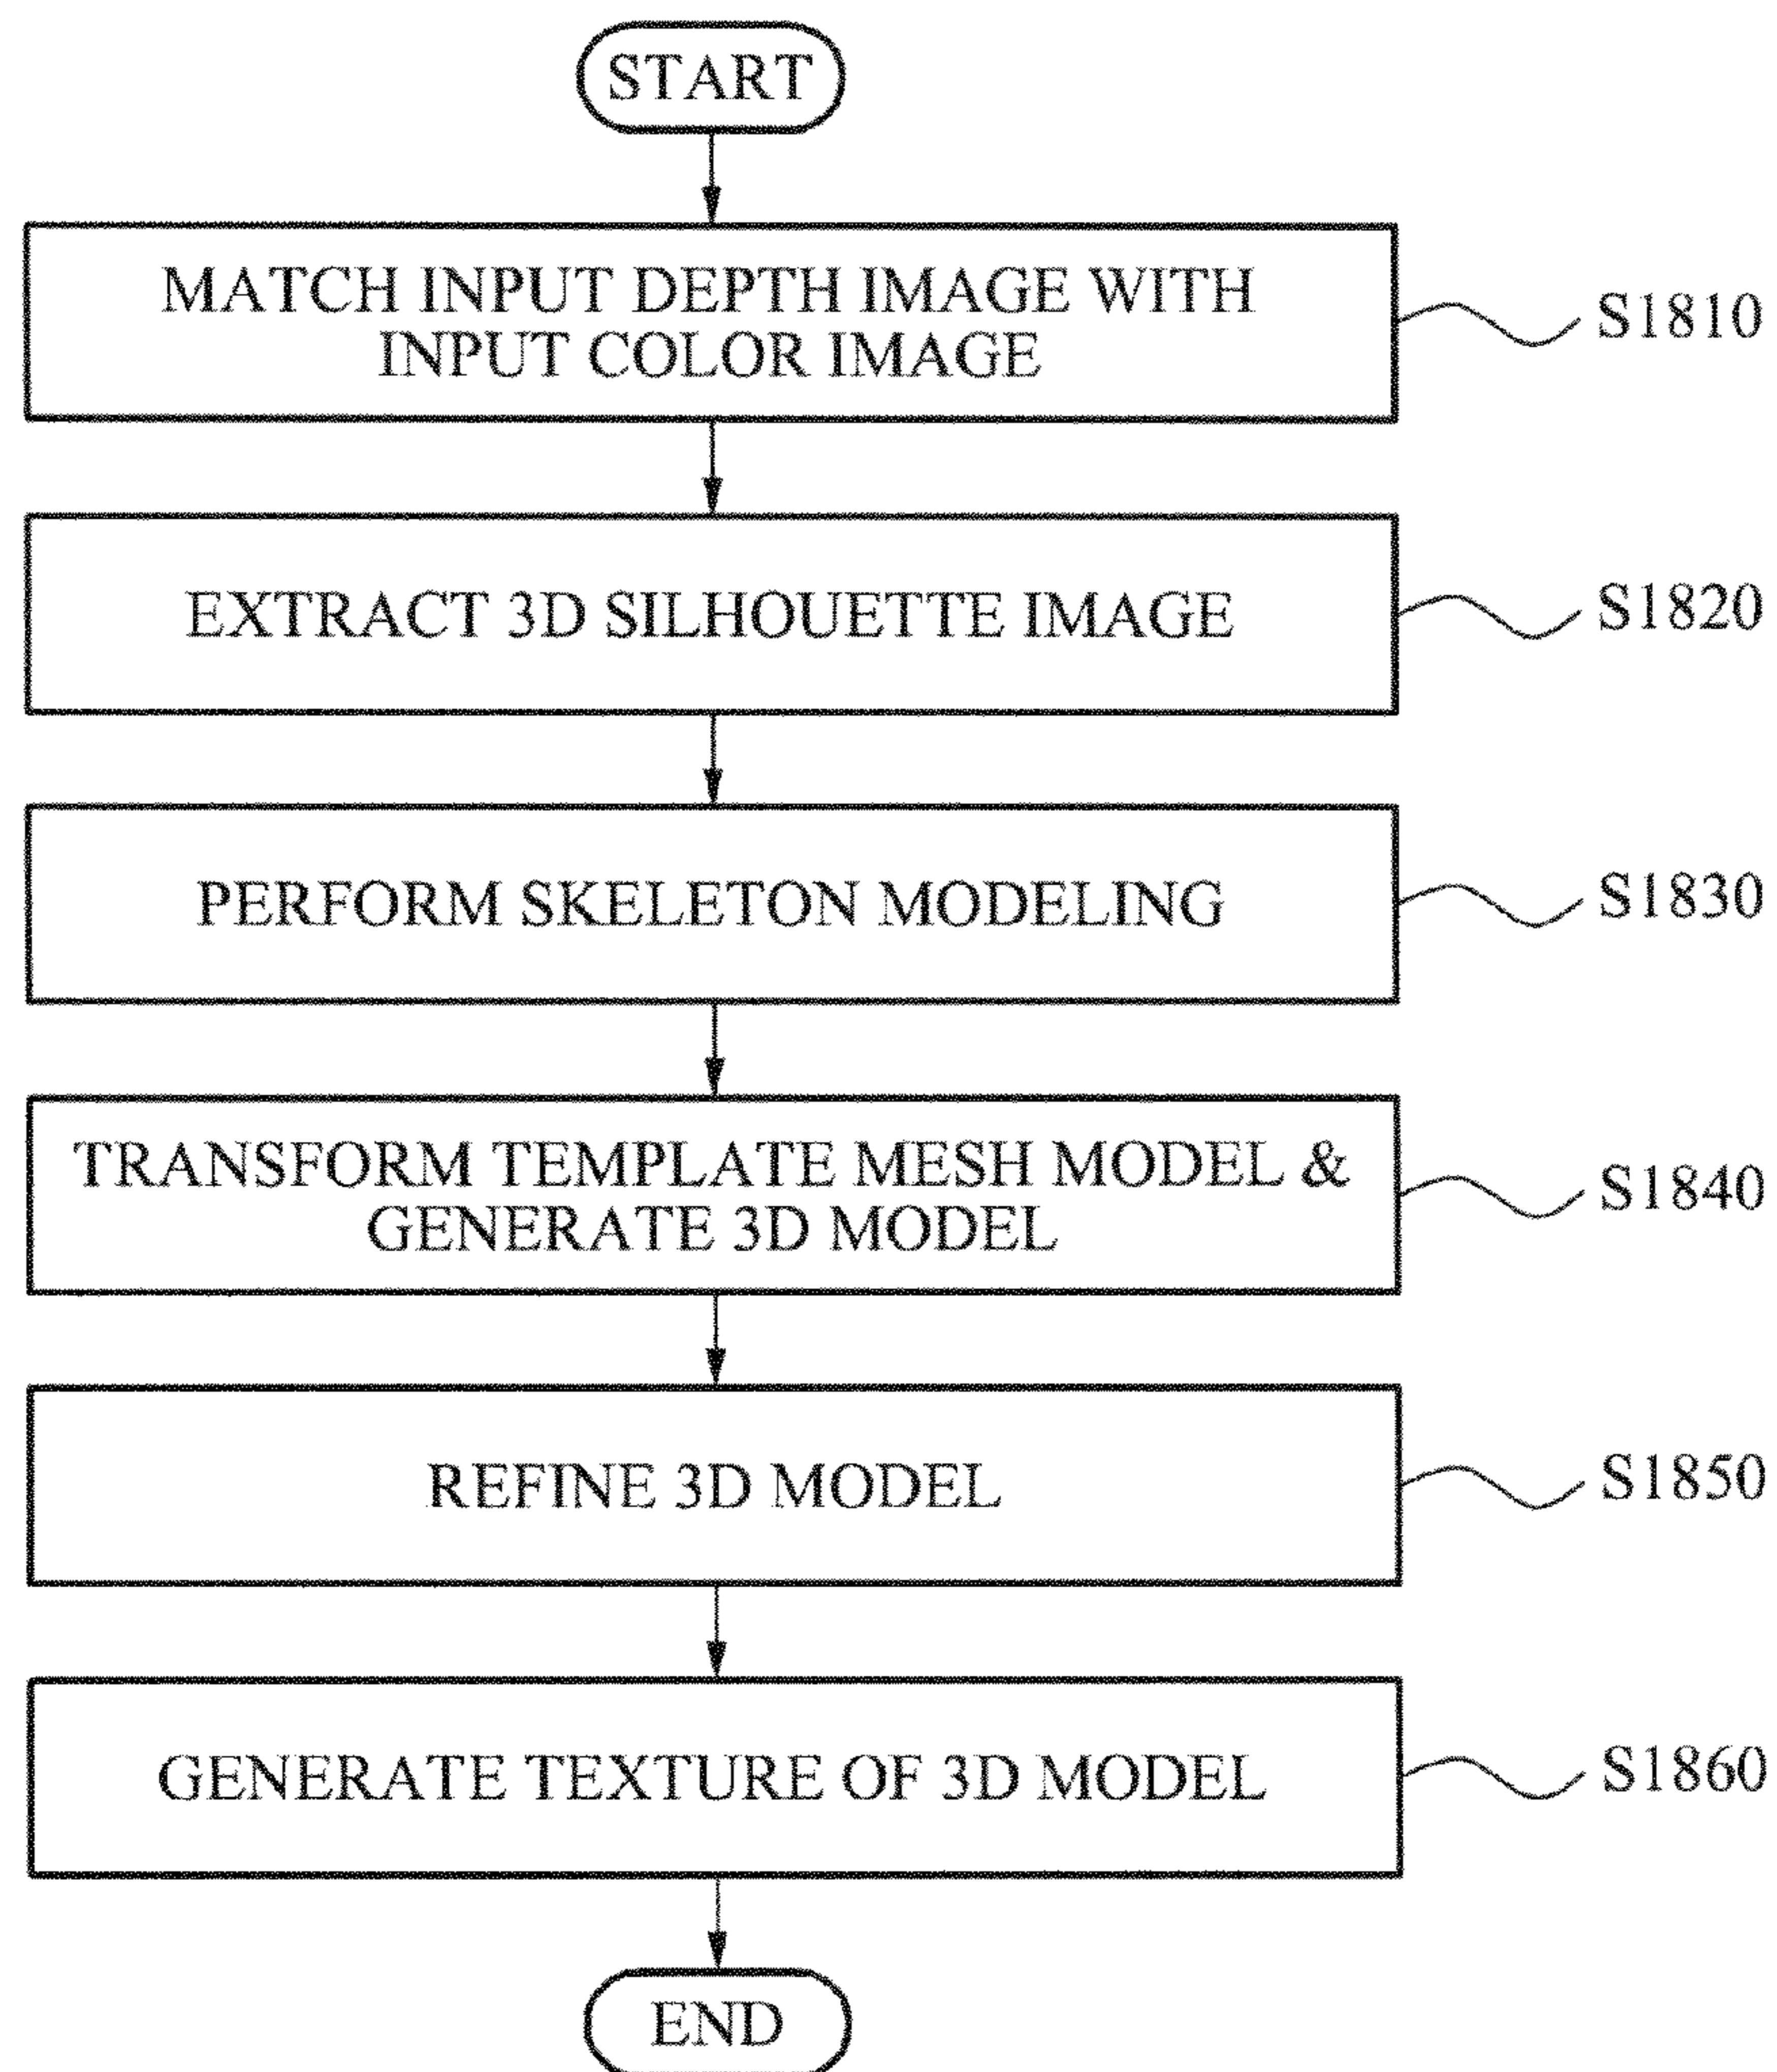 START
MATCH INPUT DEPTH IMAGE WITH
INPUT COLOR IMAGE
S1810
EXTRACT 3D SILHOUETTE IMAGE
S1820
PERFORM SKELETON MODELING
S1830
TRANSFORM TEMPLATE MESH MODEL &
GENERATE 3D MODEL
S1840
REFINE 3D MODEL
S1850
GENERATE TEXTURE OF 3D MODEL
S1860
END